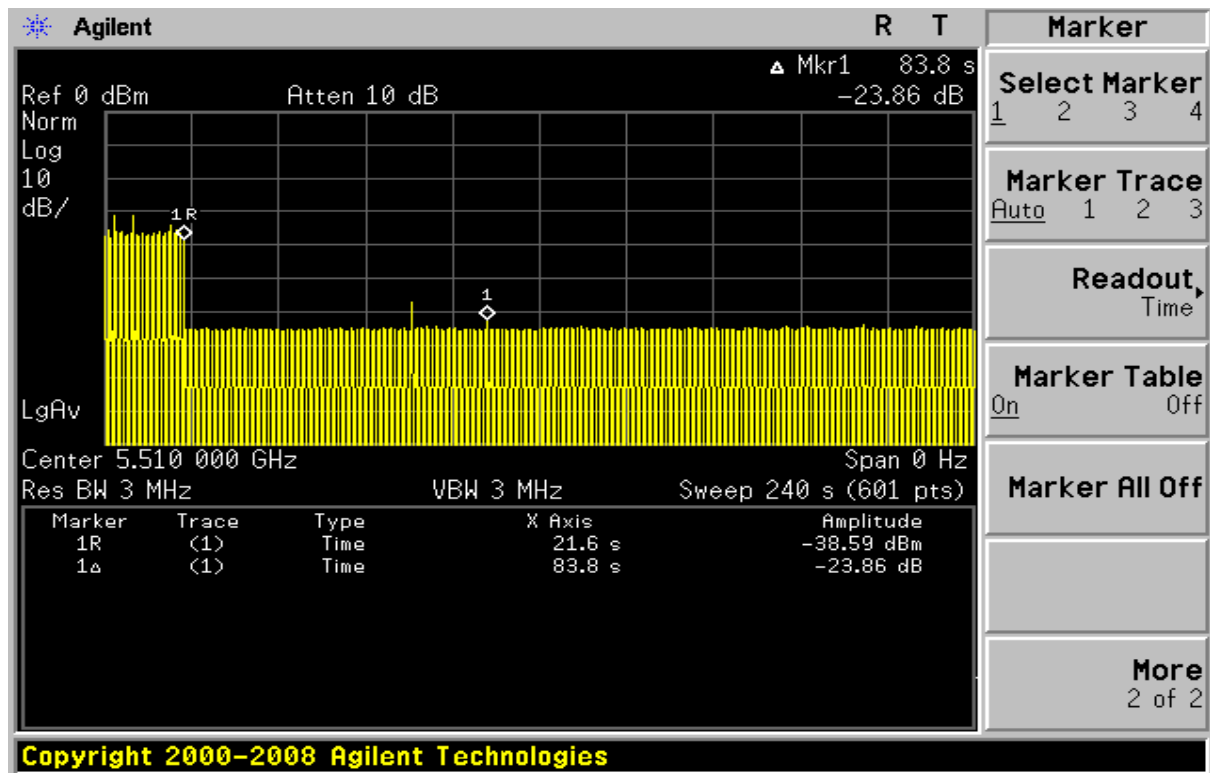 Agilent R T
Δ Mkr1 83.8 s
Ref 0 dBm Atten 10 dB −23.86 dB
Norm
Log
10
dB/
1R
1
LgAv
Center 5.510 000 GHz Span 0 Hz
Res BW 3 MHz VBW 3 MHz Sweep 240 s (601 pts)
Marker Trace Type X Axis Amplitude
1R (1) Time 21.6 s −38.59 dBm
1Δ (1) Time 83.8 s −23.86 dB
Marker
Select Marker
1 2 3 4
Marker Trace
Auto 1 2 3
Readout
Time
Marker Table
On Off
Marker All Off
More
2 of 2
Copyright 2000–2008 Agilent Technologies